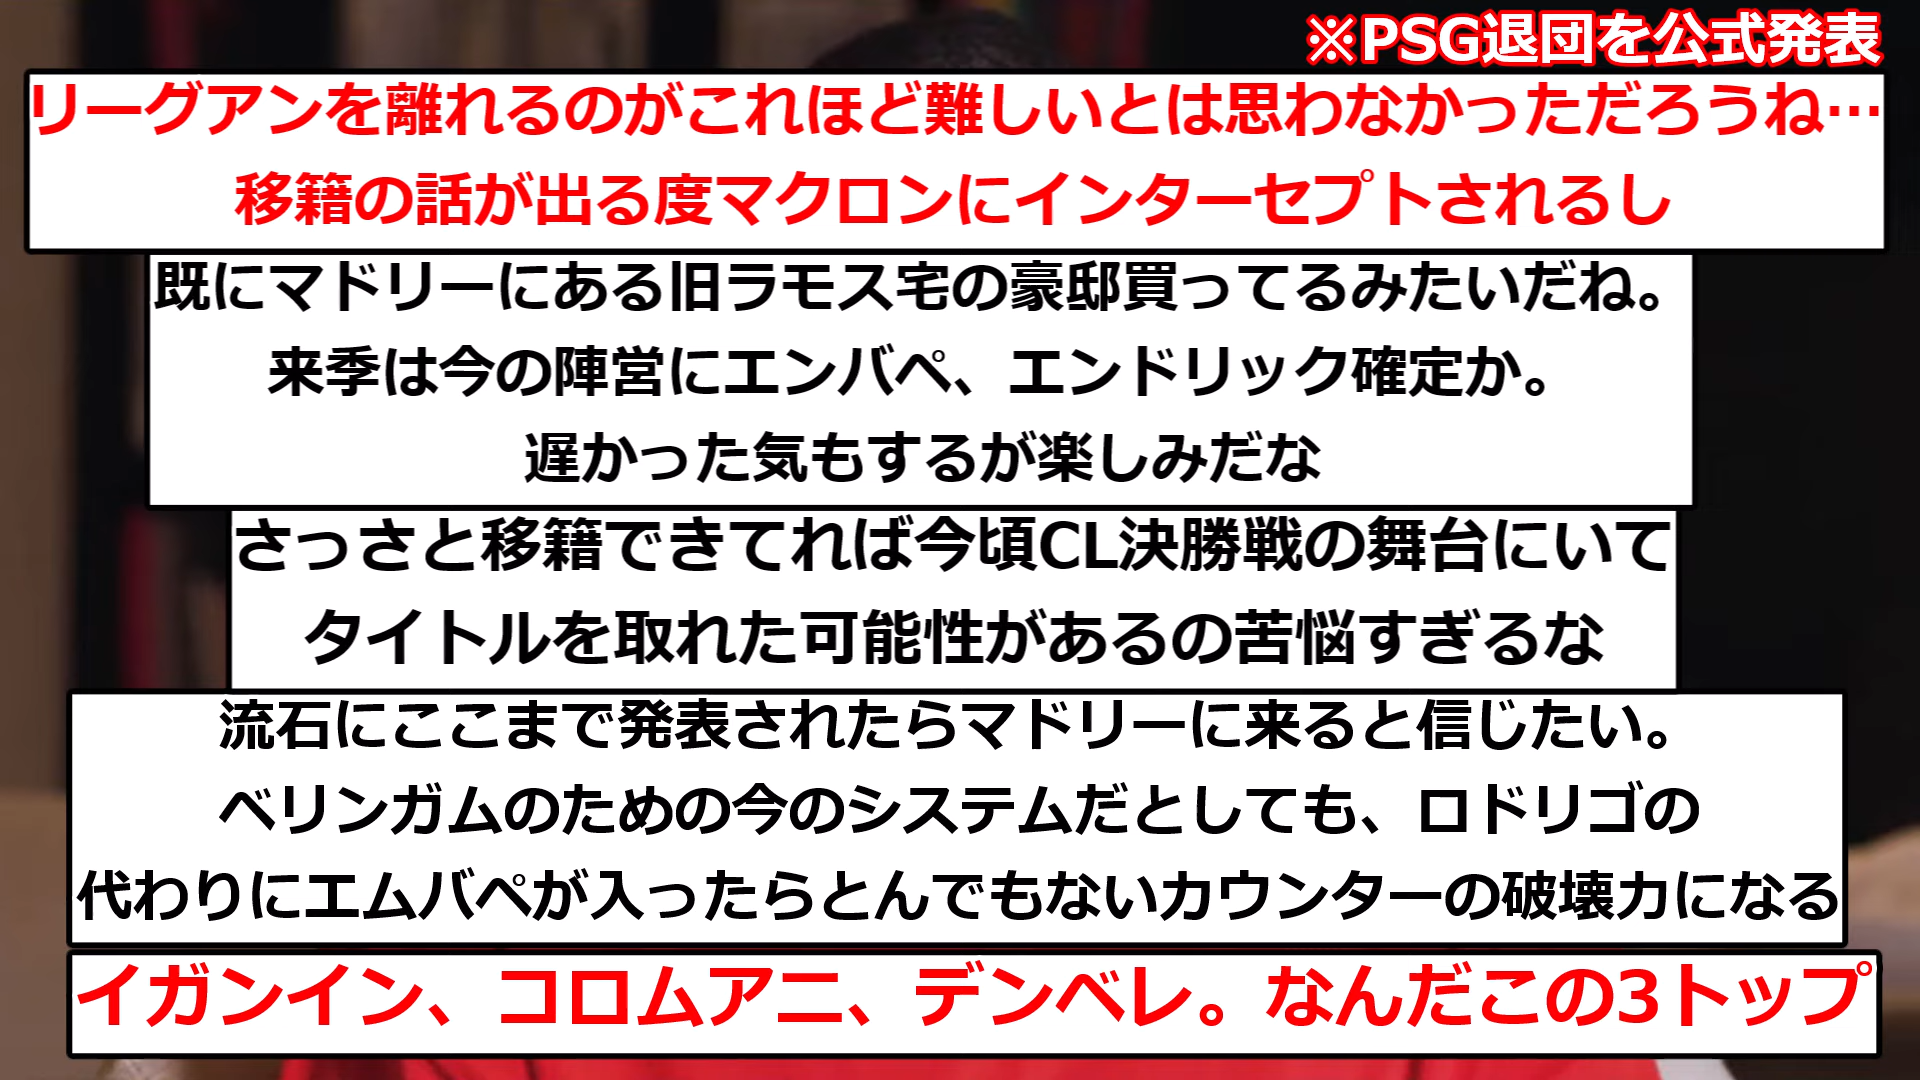 ※PSG退団を公式発表
リーグアンを離れるのがこれほど難しいとは思わなかっただろうね…
移籍の話が出る度マクロンにインターセプトされるし
既にマドリーにある旧ラモス宅の豪邸買ってるみたいだね。
来季は今の陣営にエンバペ、エンドリック確定か。
遅かった気もするが楽しみだな
さっさと移籍できてれば今頃CL決勝戦の舞台にいて
タイトルを取れた可能性があるの苦悩すぎるな
流石にここまで発表されたらマドリーに来ると信じたい。
ベリンガムのための今のシステムだとしても、ロドリゴの
代わりにエムバペが入ったらとんでもないカウンターの破壊力になる
イガンイン、コロムアニ、デンベレ。なんだこの3トップ